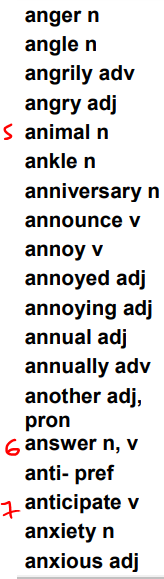 anger n
angle n
angrily adv
angry adj
5 animal n
ankle n
anniversary n
announce v
annoy v
annoyed adj
annoying adj
annual adj
annually adv
another adj,
pron
6 answer n, v
anti- pref
7 anticipate v
anxiety n
anxious adj